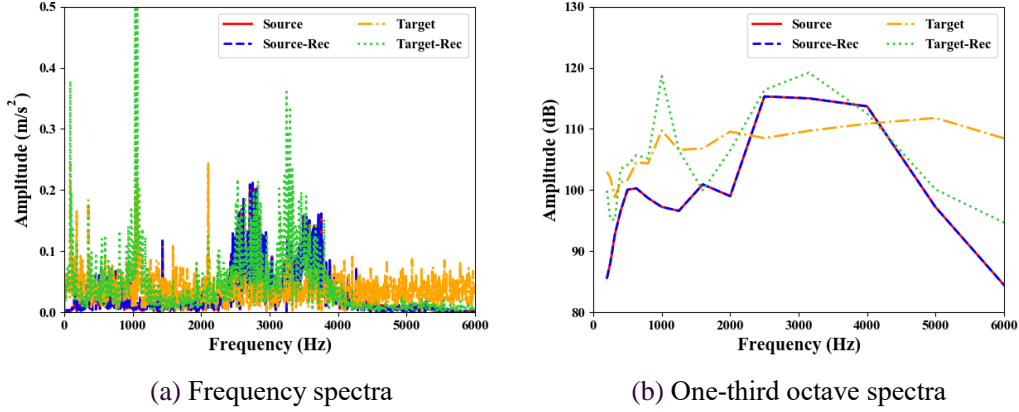 Source
Source-Rec
Target
Target-Rec
0.5
0.4
0.3
0.2
0.1
0.0
Amplitude (m/s²)
0 1000 2000 3000 4000 5000 6000
Frequency (Hz)
(a) Frequency spectra
Source
Source-Rec
Target
Target-Rec
130
120
110
100
90
80
Amplitude (dB)
0 1000 2000 3000 4000 5000 6000
Frequency (Hz)
(b) One-third octave spectra